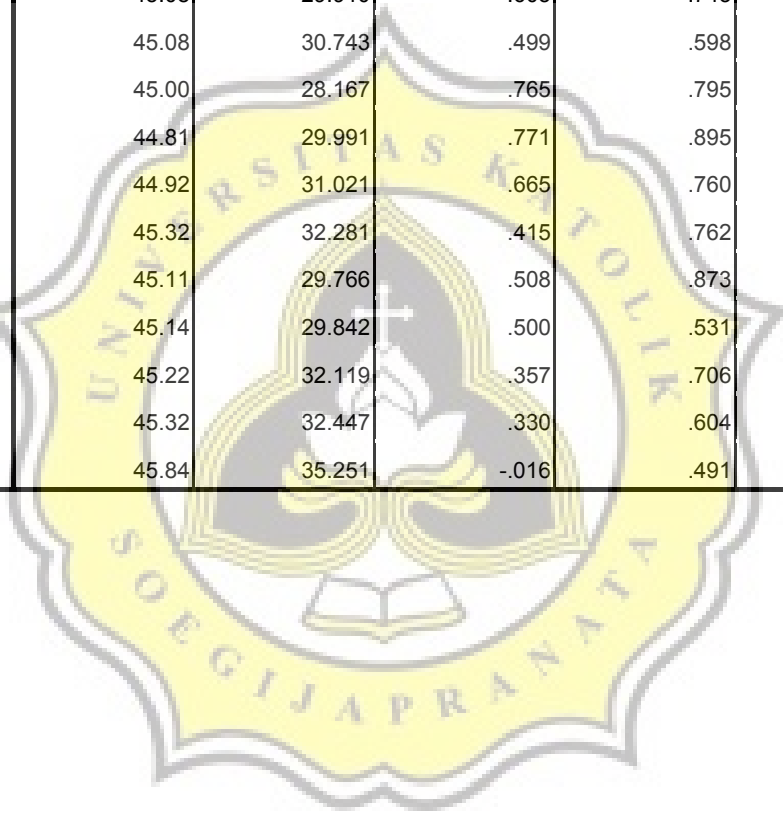 45.08 30.743 .499 .598
45.00 28.167 .765 .795
44.81 29.991 .771 .895
44.92 31.021 .665 .760
45.32 32.281 .415 .762
45.11 29.766 .508 .873
45.14 29.842 .500 .531
45.22 32.119 .357 .706
45.32 32.447 .330 .604
45.84 35.251 -.016 .491
UNIVERSITAS KATOLIK
SOEGIJAPRANATA